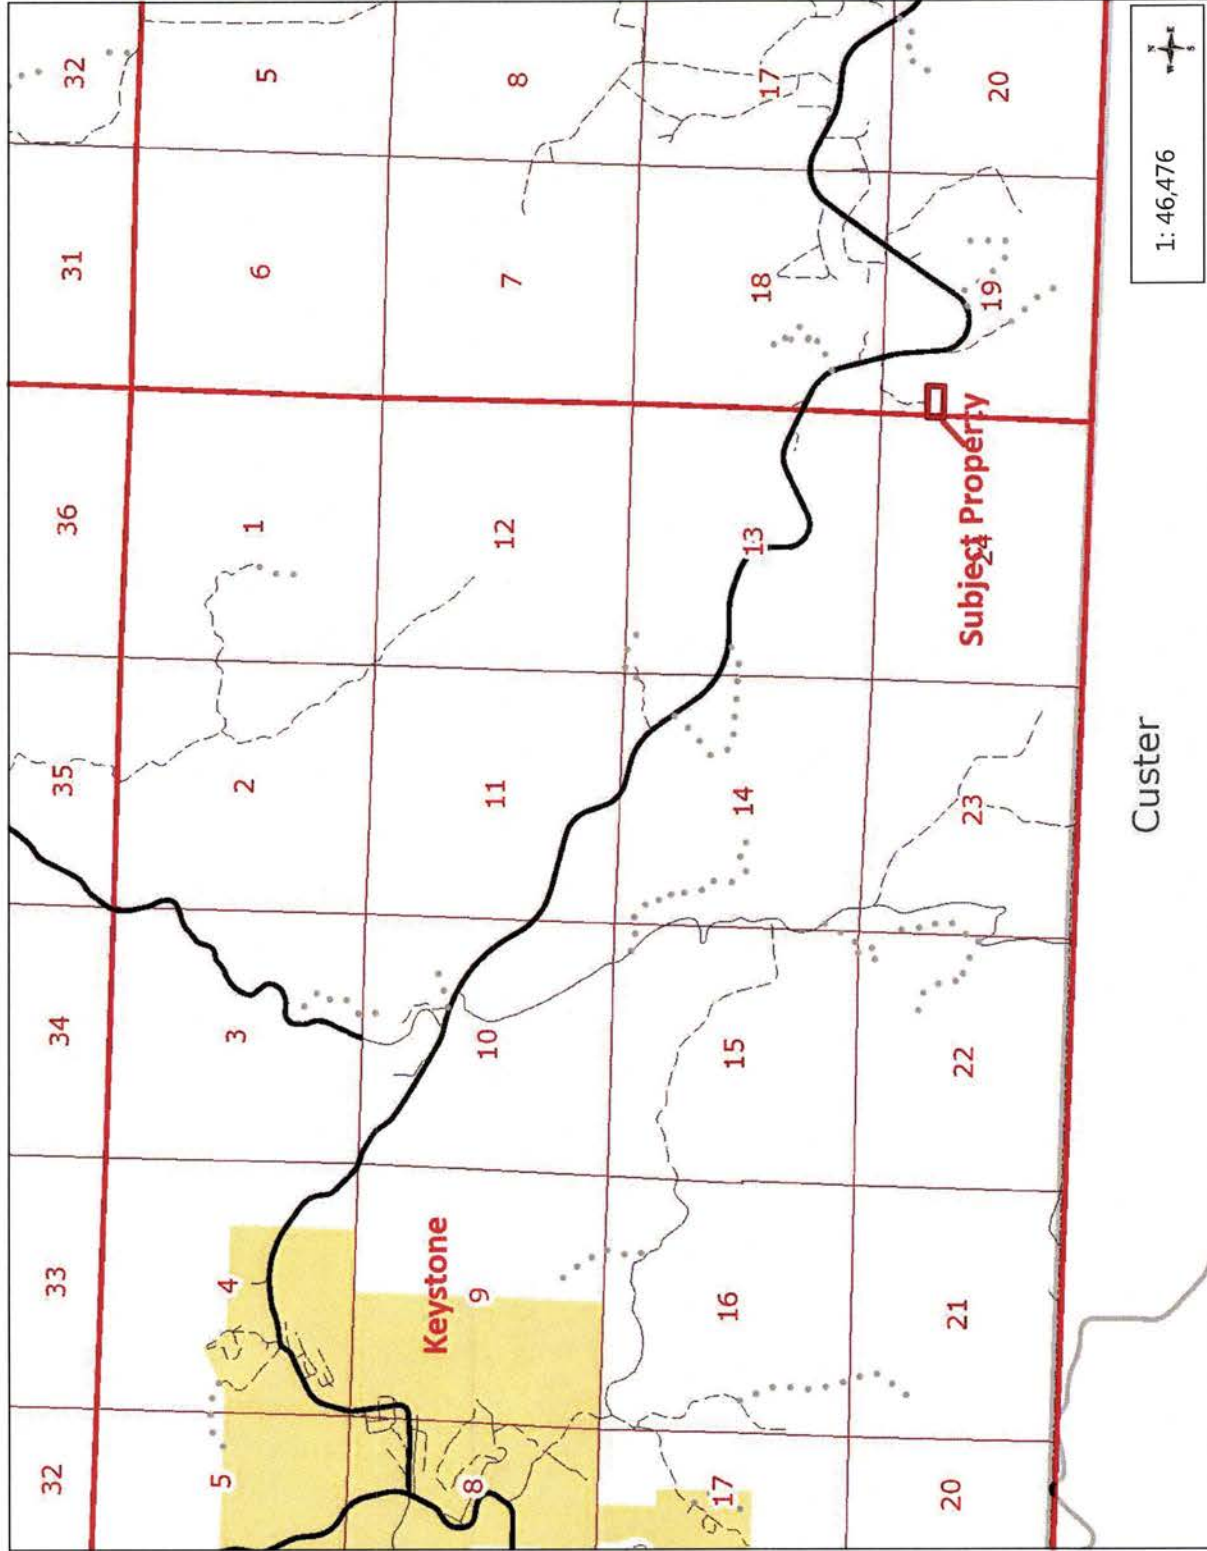 32 33 34 35 36 31 32
5 4 3 2 1 6 5
Keystone
8 9 10 11 12 7 8
17 16 15 14 13 18 17
Subject Property
20 21 22 23 24 19 20
Custer
1: 46,476
N
W E
S